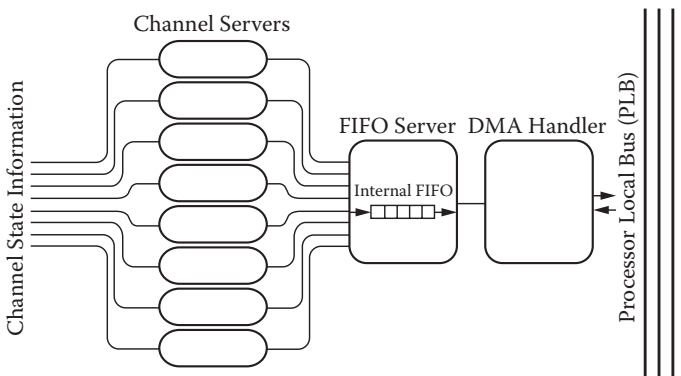 Channel Servers
Channel State Information
FIFO Server
DMA Handler
Internal FIFO
Processor Local Bus (PLB)